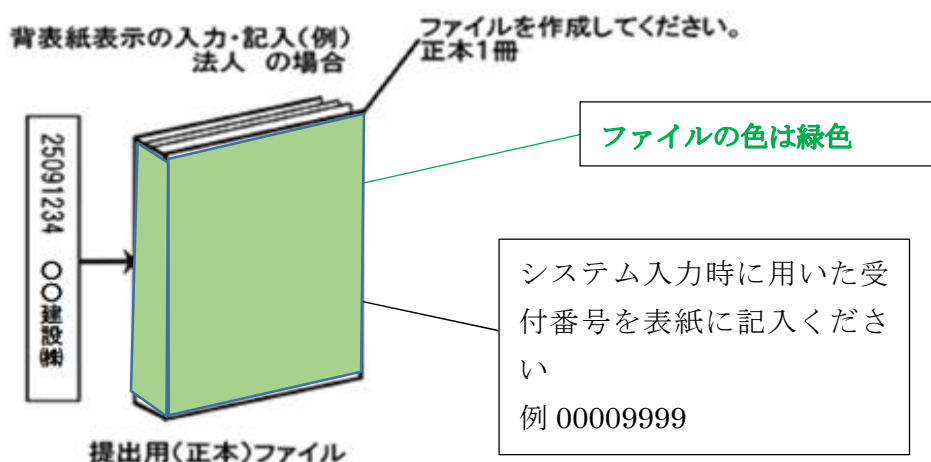 背表紙表示の入力・記入(例)
法人 の場合
ファイルを作成してください。
正本1冊
ファイルの色は緑色
25091234 〇〇建設㈱
システム入力時に用いた受
付番号を表紙に記入くださ
い
例 00009999
提出用(正本)ファイル